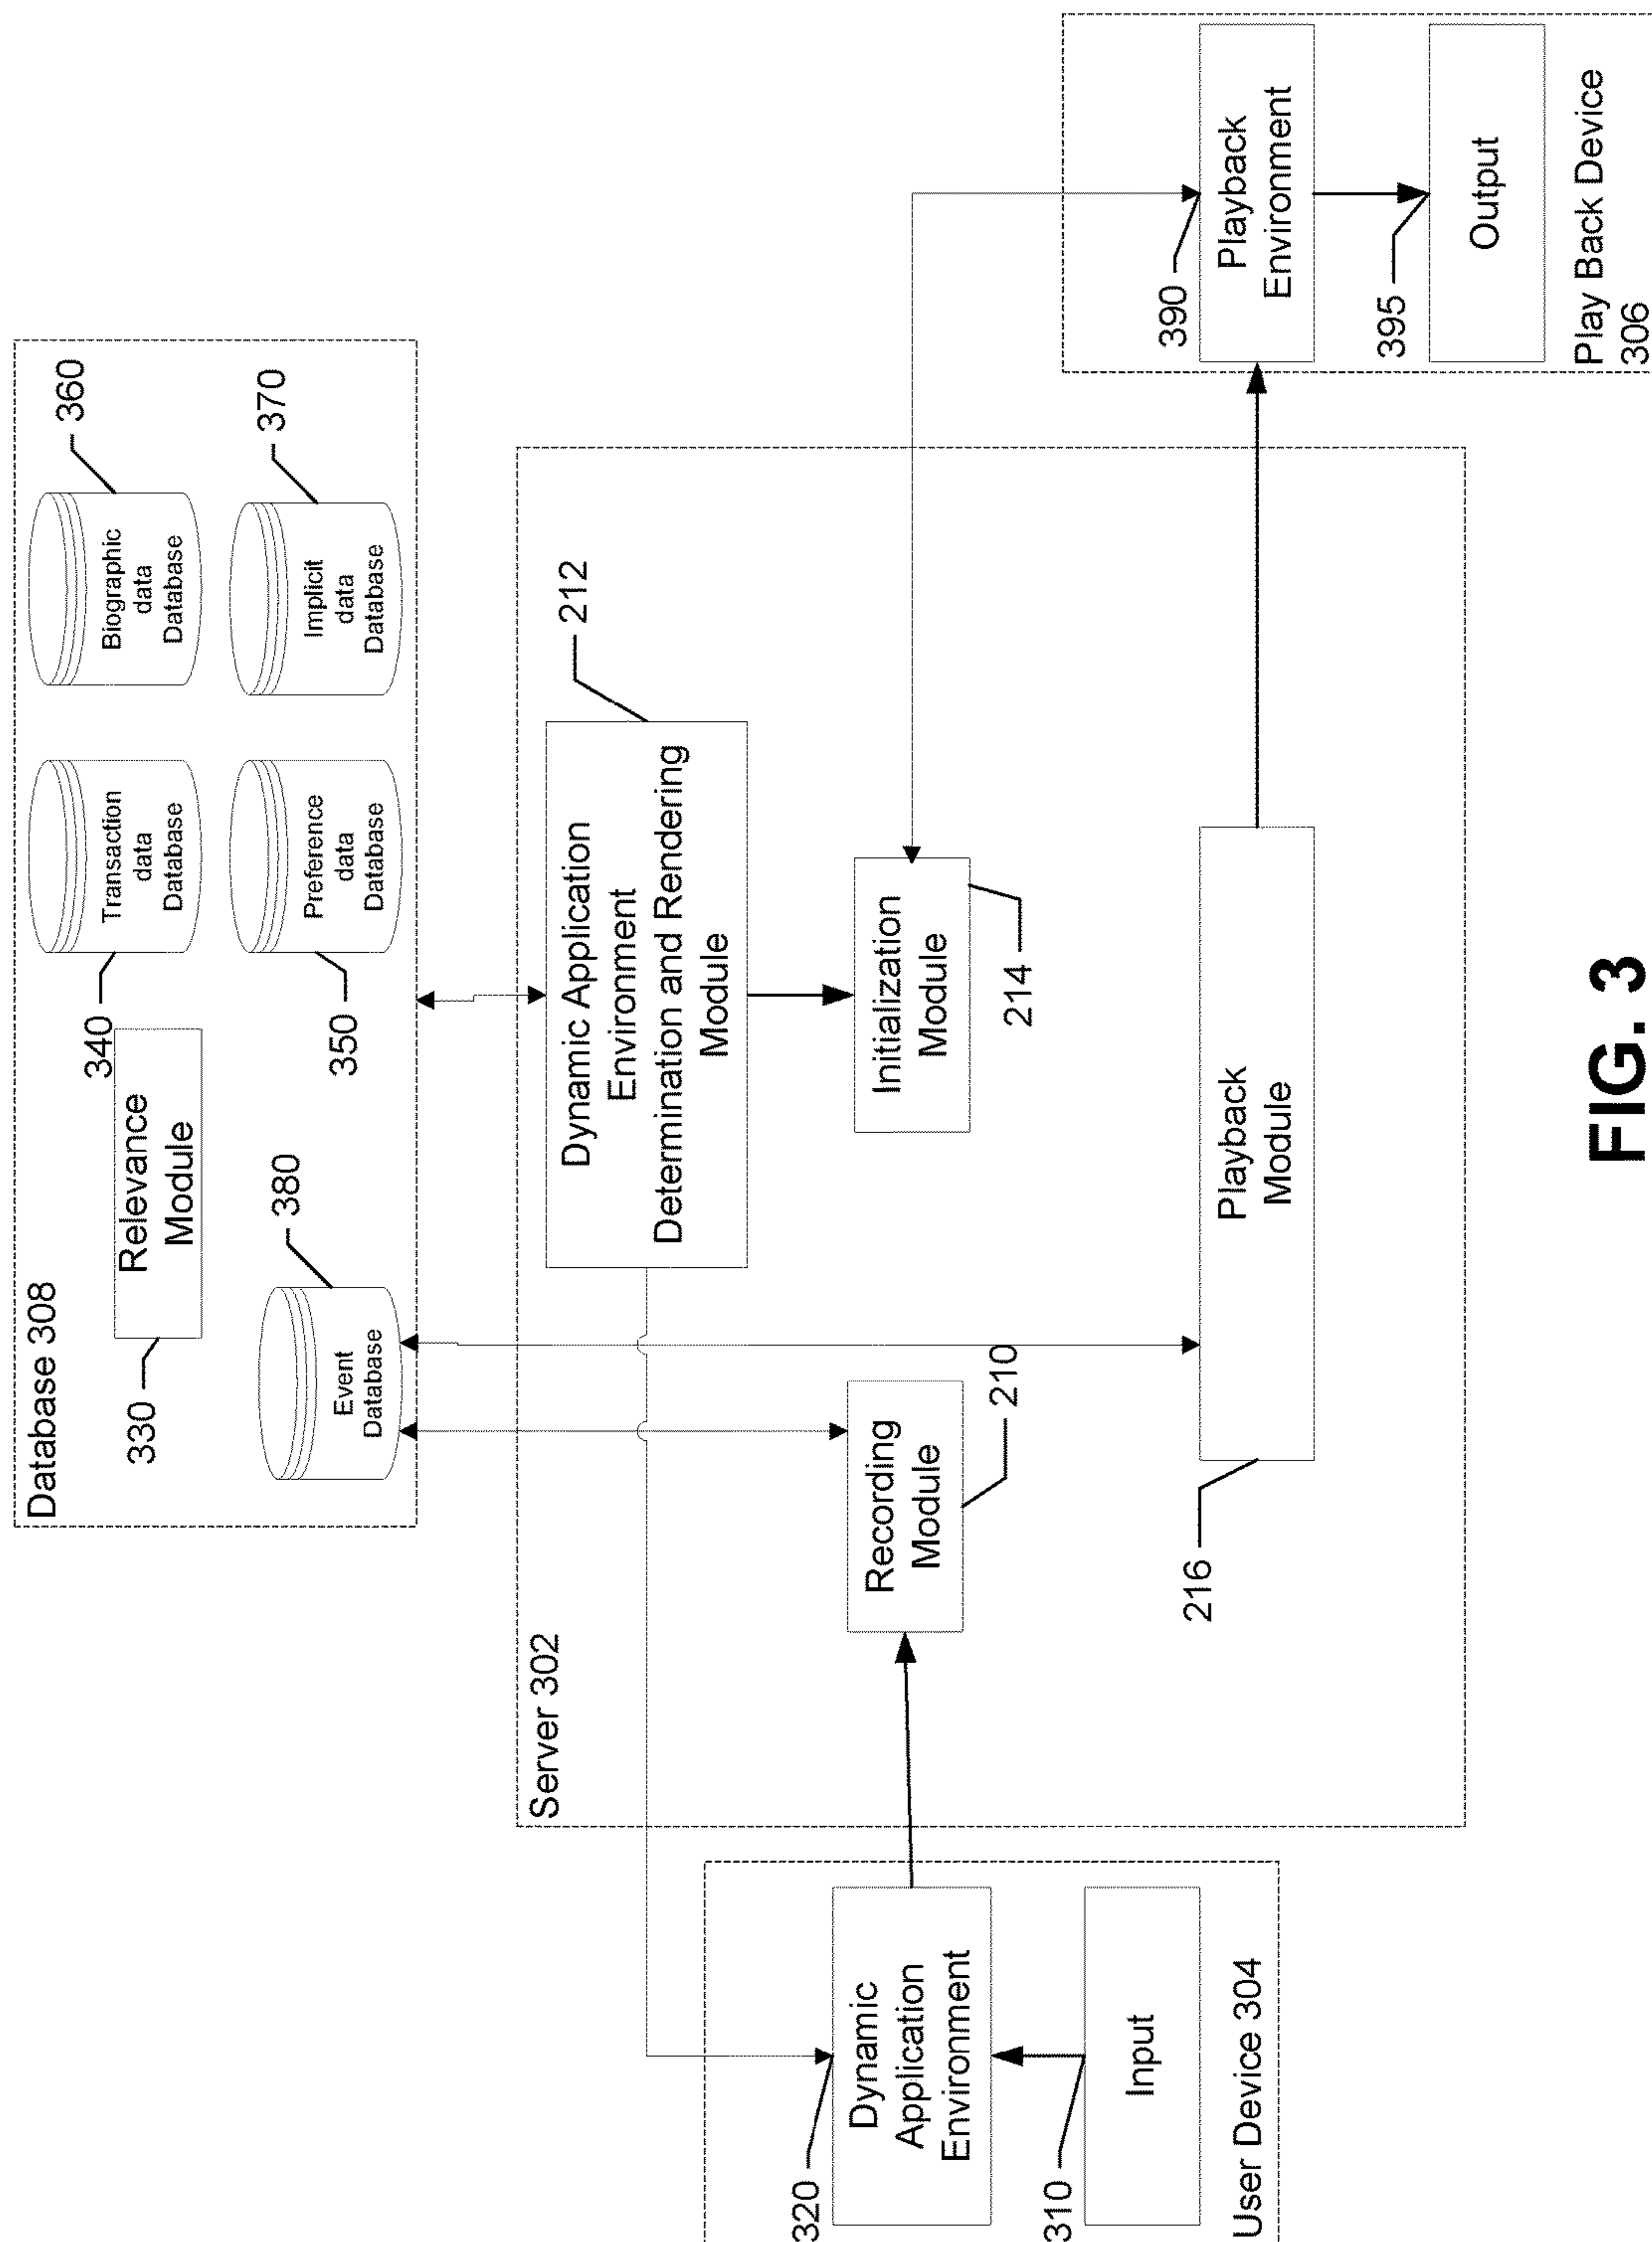 Database 308
330
Relevance
Module
340
Transaction
data
Database
Biographic
data
Database
360
380
Event
Database
350
Preference
data
Database
Implicit
data
Database
370
Server 302
Dynamic Application
Environment
Determination and Rendering
Module
212
Recording
Module
210
Initialization
Module
214
216
Playback
Module
320
Dynamic
Application
Environment
310
Input
User Device 304
390
Playback
Environment
395
Output
Play Back Device
306
FIG. 3